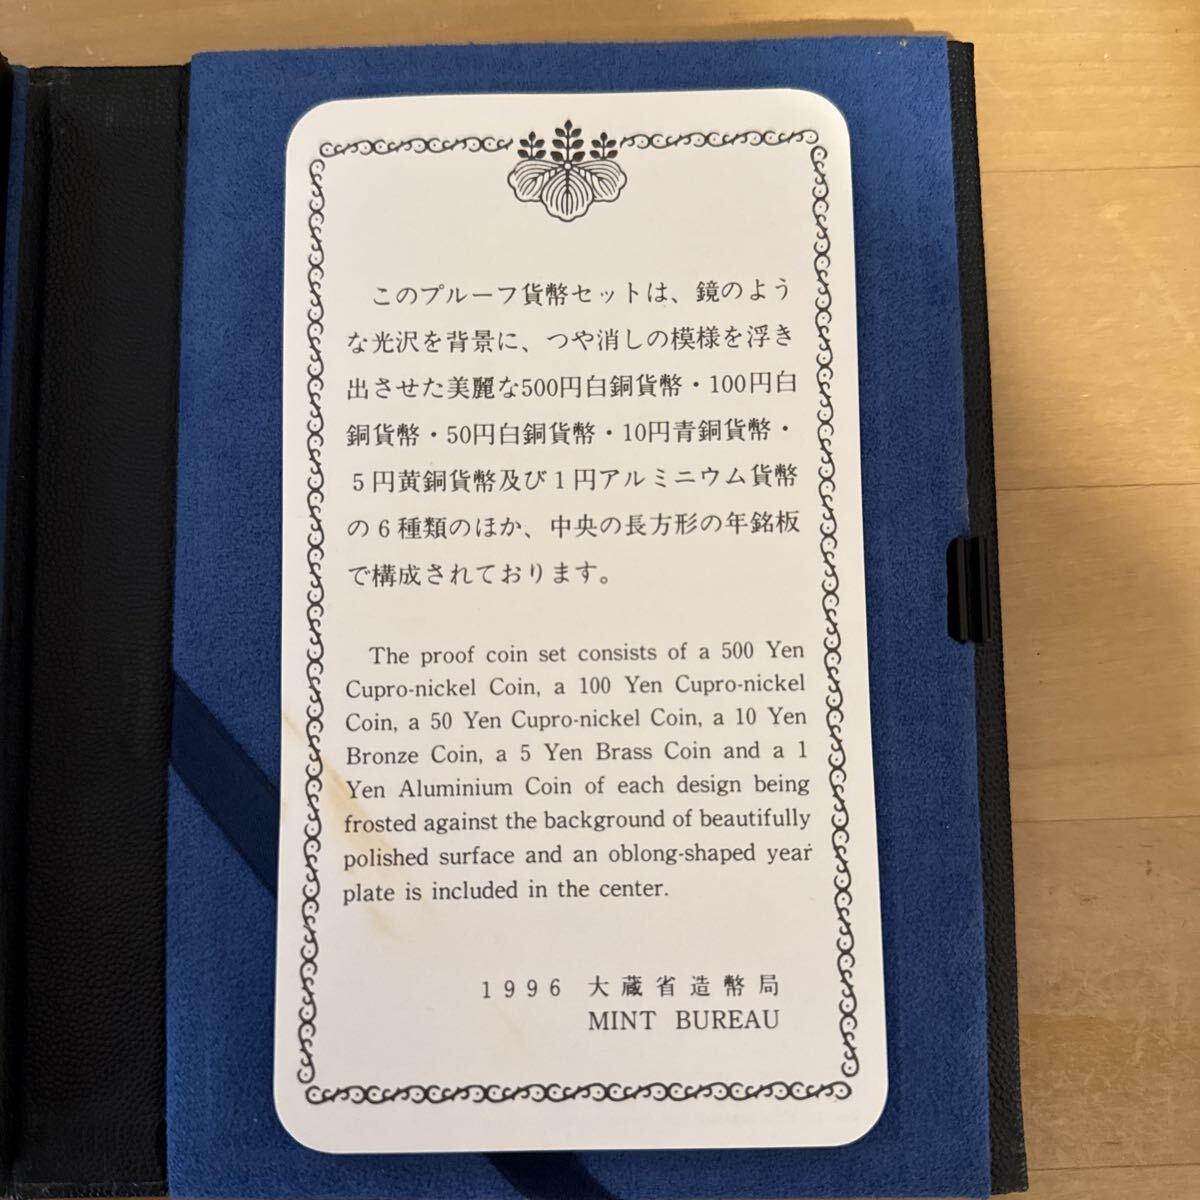 このプルーフ貨幣セットは、鏡のよう
な光沢を背景に、つや消しの模様を浮き
出させた美麗な500円白銅貨幣・100円白
銅貨幣・50円白銅貨幣・10円青銅貨幣・
5円黄銅貨幣及び1円アルミニウム貨幣
の6種類のほか、中央の長方形の年銘板
で構成されております。
The proof coin set consists of a 500 Yen
Cupro-nickel Coin, a 100 Yen Cupro-nickel
Coin, a 50 Yen Cupro-nickel Coin, a 10 Yen
Bronze Coin, a 5 Yen Brass Coin and a 1
Yen Aluminium Coin of each design being
frosted against the background of beautifully
polished surface and an oblong-shaped year
plate is included in the center.
1996 大蔵省造幣局
MINT BUREAU